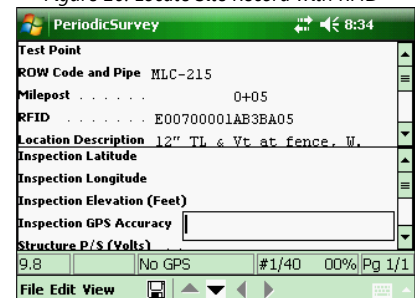 Figure 20: Locate Site Record with RFID
PeriodicSurvey 8:34
Test Point
ROW Code and Pipe MLC-215
Milepost . . . . . . 0+05
RFID . . . . . . . E00700001AB3BA05
Location Description 12" TL & Vt at fence, W.
Inspection Latitude
Inspection Longitude
Inspection Elevation (Feet)
Inspection GPS Accuracy
Structure P/S (Volts)
9.8 No GPS #1/40 00% Pg 1/1
File Edit View